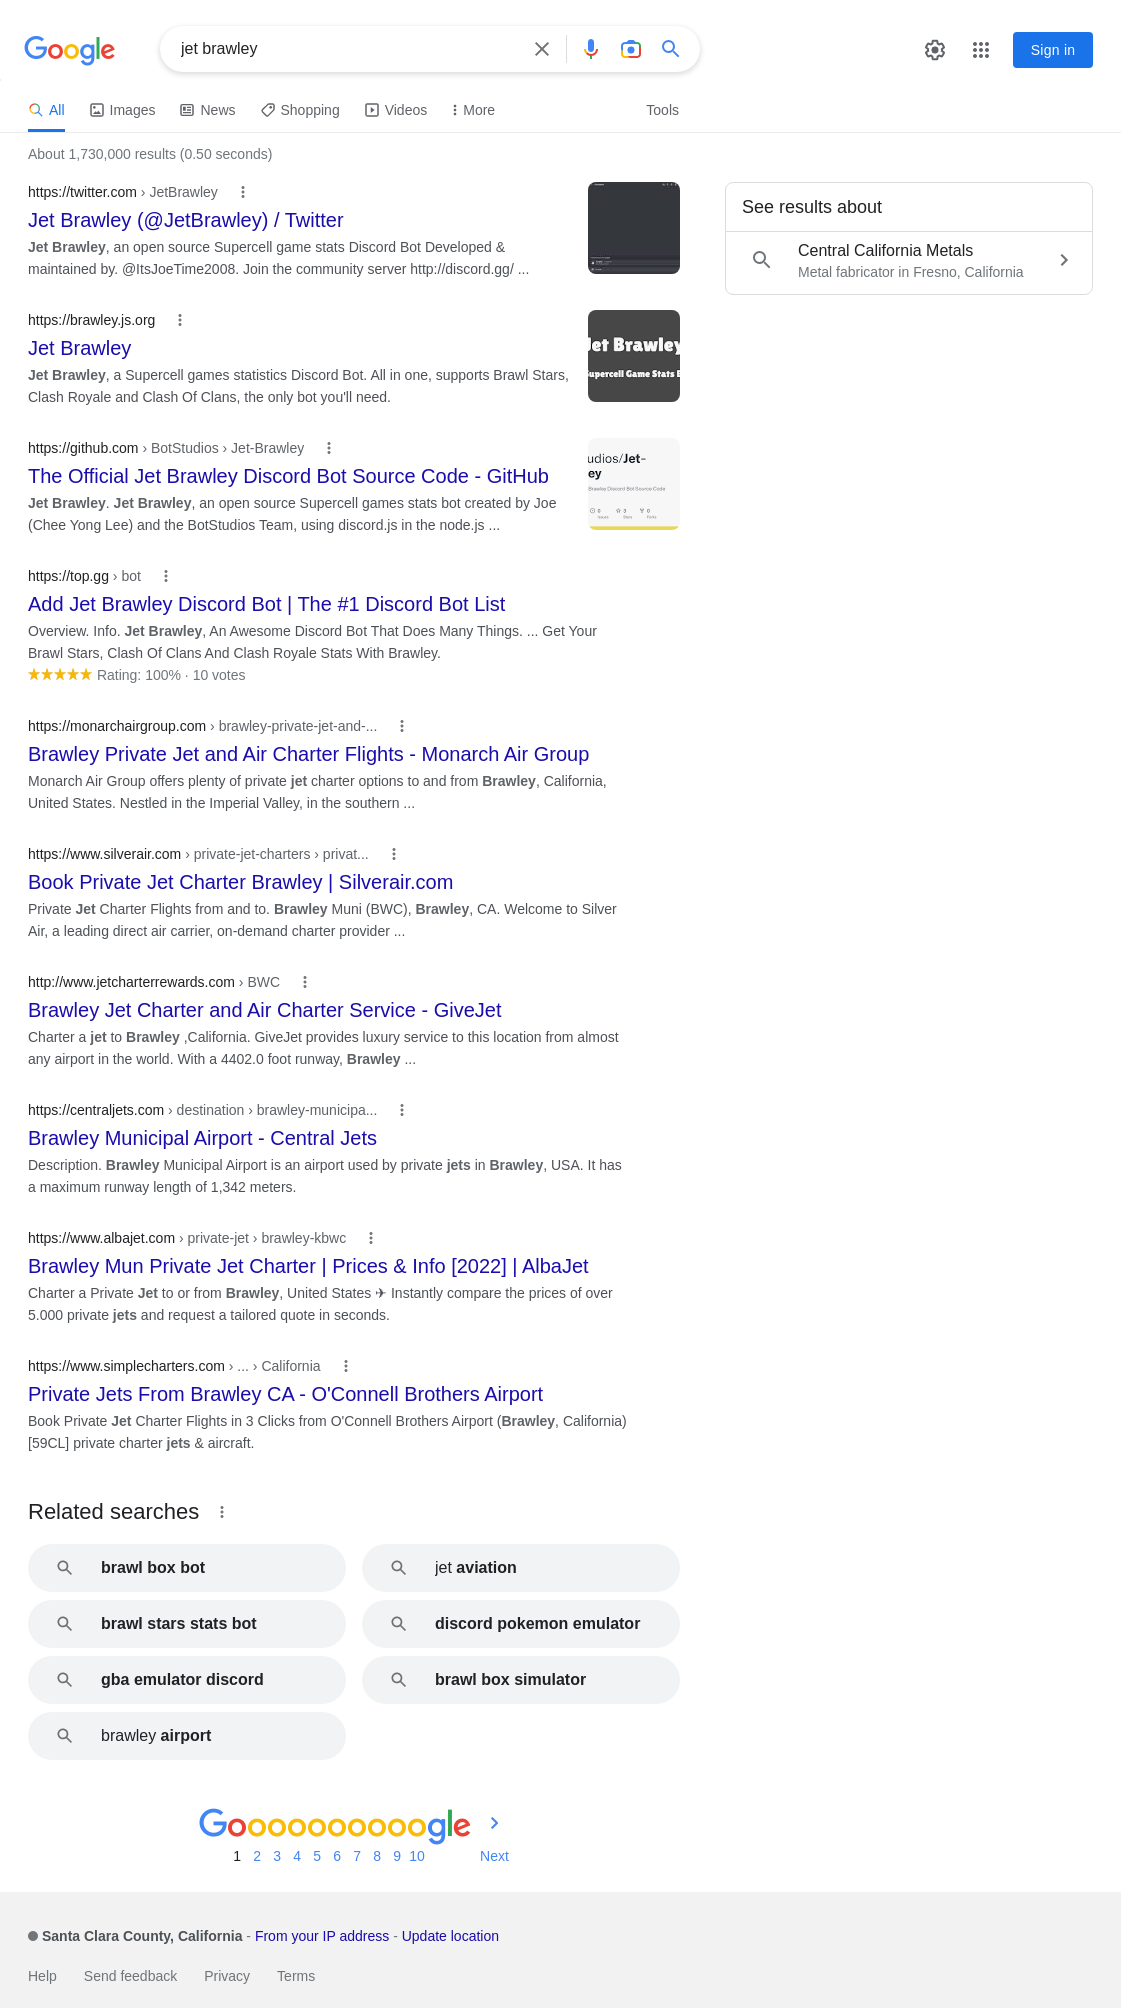 Google
jet brawley
Sign in
All
Images
News
Shopping
Videos
More
Tools
About 1,730,000 results (0.50 seconds)
https://twitter.com › JetBrawley
Jet Brawley (@JetBrawley) / Twitter
Jet Brawley, an open source Supercell game stats Discord Bot Developed &
maintained by. @ItsJoeTime2008. Join the community server http://discord.gg/ ...
See results about
Central California Metals
Metal fabricator in Fresno, California
https://brawley.js.org
Jet Brawley
Jet Brawley, a Supercell games statistics Discord Bot. All in one, supports Brawl Stars,
Clash Royale and Clash Of Clans, the only bot you'll need.
Jet Brawley
Supercell Game Stats B
https://github.com › BotStudios › Jet-Brawley
The Official Jet Brawley Discord Bot Source Code - GitHub
Jet Brawley. Jet Brawley, an open source Supercell games stats bot created by Joe
(Chee Yong Lee) and the BotStudios Team, using discord.js in the node.js ...
udios/Jet-
ey
Brawlea Discord Bot Source Code
https://top.gg › bot
Add Jet Brawley Discord Bot | The #1 Discord Bot List
Overview. Info. Jet Brawley, An Awesome Discord Bot That Does Many Things. ... Get Your
Brawl Stars, Clash Of Clans And Clash Royale Stats With Brawley.
Rating: 100% · 10 votes
https://monarchairgroup.com › brawley-private-jet-and-...
Brawley Private Jet and Air Charter Flights - Monarch Air Group
Monarch Air Group offers plenty of private jet charter options to and from Brawley, California,
United States. Nestled in the Imperial Valley, in the southern ...
https://www.silverair.com › private-jet-charters › privat...
Book Private Jet Charter Brawley | Silverair.com
Private Jet Charter Flights from and to. Brawley Muni (BWC), Brawley, CA. Welcome to Silver
Air, a leading direct air carrier, on-demand charter provider ...
http://www.jetcharterrewards.com › BWC
Brawley Jet Charter and Air Charter Service - GiveJet
Charter a jet to Brawley ,California. GiveJet provides luxury service to this location from almost
any airport in the world. With a 4402.0 foot runway, Brawley ...
https://centraljets.com › destination › brawley-municipa...
Brawley Municipal Airport - Central Jets
Description. Brawley Municipal Airport is an airport used by private jets in Brawley, USA. It has
a maximum runway length of 1,342 meters.
https://www.albajet.com › private-jet › brawley-kbwc
Brawley Mun Private Jet Charter | Prices & Info [2022] | AlbaJet
Charter a Private Jet to or from Brawley, United States ✈ Instantly compare the prices of over
5.000 private jets and request a tailored quote in seconds.
https://www.simplecharters.com › ... › California
Private Jets From Brawley CA - O'Connell Brothers Airport
Book Private Jet Charter Flights in 3 Clicks from O'Connell Brothers Airport (Brawley, California)
[59CL] private charter jets & aircraft.
Related searches
brawl box bot
jet aviation
brawl stars stats bot
discord pokemon emulator
gba emulator discord
brawl box simulator
brawley airport
Goooooooooogle
1 2 3 4 5 6 7 8 9 10 Next
Santa Clara County, California - From your IP address - Update location
Help Send feedback Privacy Terms